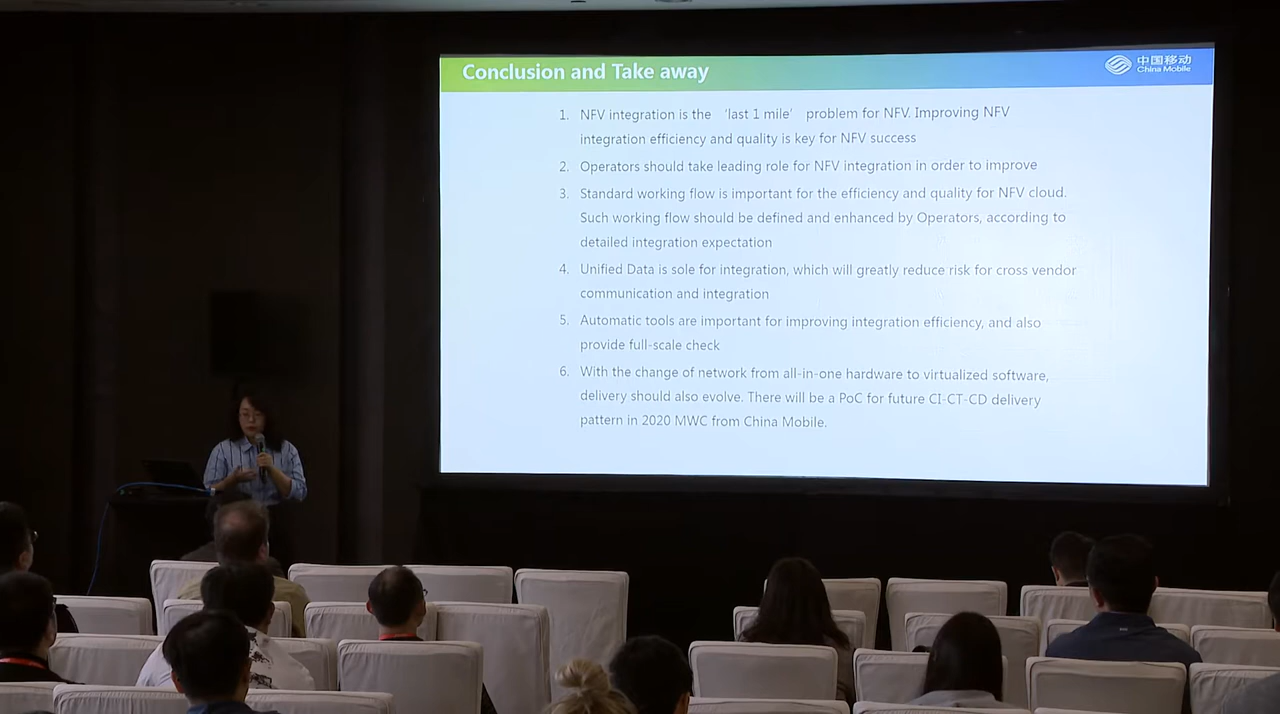 Conclusion and Take away
中国移动
China Mobile
1. NFV integration is the ‘last 1 mile’ problem for NFV. Improving NFV
integration efficiency and quality is key for NFV success
2. Operators should take leading role for NFV integration in order to improve
3. Standard working flow is important for the efficiency and quality for NFV cloud.
Such working flow should be defined and enhanced by Operators, according to
detailed integration expectation
4. Unified Data is sole for integration, which will greatly reduce risk for cross vendor
communication and integration
5. Automatic tools are important for improving integration efficiency, and also
provide full-scale check
6. With the change of network from all-in-one hardware to virtualized software,
delivery should also evolve. There will be a PoC for future CI-CT-CD delivery
pattern in 2020 MWC from China Mobile.